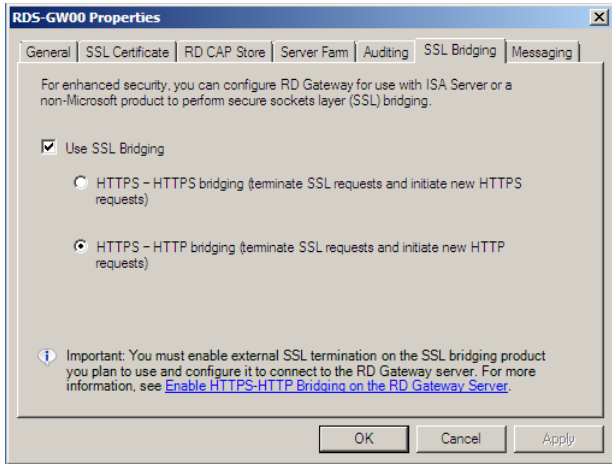 RDS-GW00 Properties
General
SSL Certificate
RD CAP Store
Server Farm
Auditing
SSL Bridging
Messaging
For enhanced security, you can configure RD Gateway for use with ISA Server or a
non-Microsoft product to perform secure sockets layer (SSL) bridging.
Use SSL Bridging
HTTPS - HTTPS bridging (terminate SSL requests and initiate new HTTPS
requests)
HTTPS - HTTP bridging (terminate SSL requests and initiate new HTTP
requests)
Important: You must enable external SSL termination on the SSL bridging product
you plan to use and configure it to connect to the RD Gateway server. For more
information, see Enable HTTPS-HTTP Bridging on the RD Gateway Server.
OK
Cancel
Apply